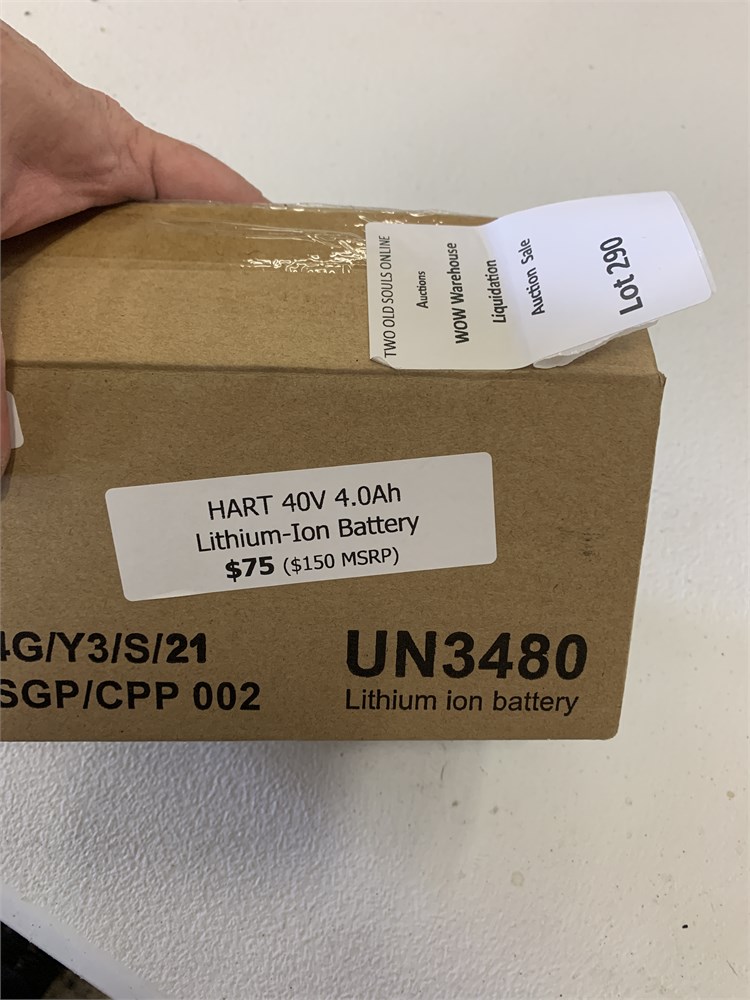 TWO OLD SOULS ONLINE
Auctions
WOW Warehouse
Liquidation
Auction Sale
Lot 290
HART 40V 4.0Ah
Lithium-Ion Battery
$75 ($150 MSRP)
4G/Y3/S/21
SGP/CPP 002
UN3480
Lithium ion battery